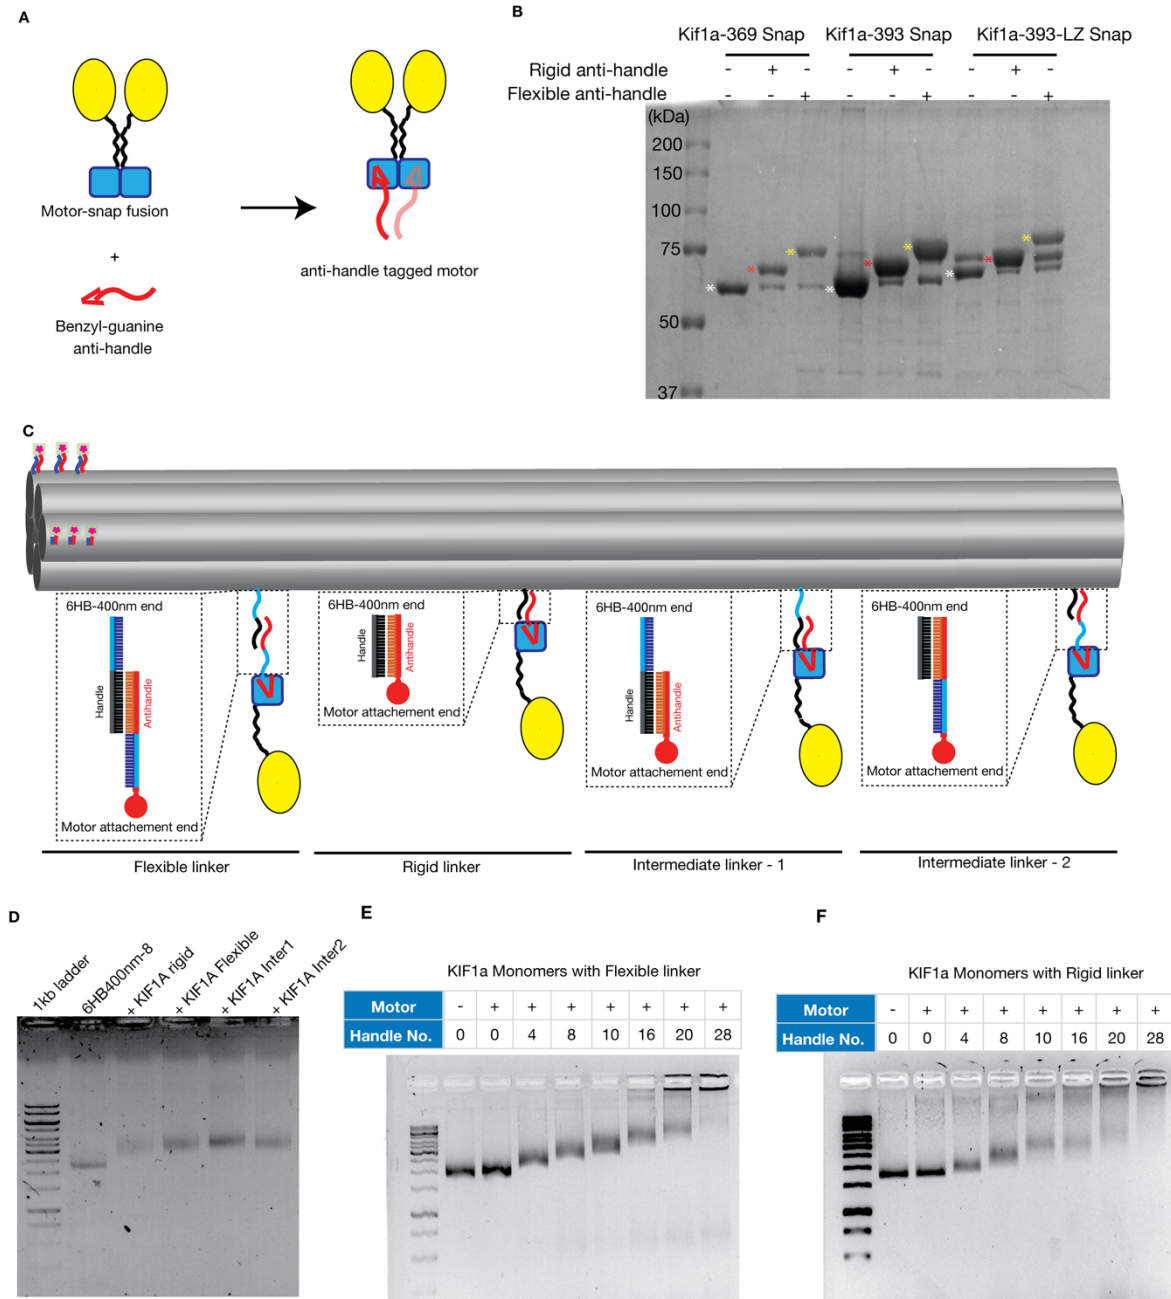 A
Motor-snap fusion
+
Benzyl-guanine
anti-handle
anti-handle tagged motor
B
Kif1a-369 Snap Kif1a-393 Snap Kif1a-393-LZ Snap
Rigid anti-handle - + - + - +
Flexible anti-handle - + - + - +
(kDa)
200
150
100
75
50
37
* * * * * * * * *
C
6HB-400nm end
Handle
Antihandle
Motor attachement end
Flexible linker
6HB-400nm end
Handle
Antihandle
Motor attachement end
Rigid linker
6HB-400nm end
Handle
Antihandle
Motor attachement end
Intermediate linker - 1
6HB-400nm end
Motor attachement end
Intermediate linker - 2
D
1kb ladder
6HB400nm-8
+ KIF1A rigid
+ KIF1A Flexible
+ KIF1A Inter1
+ KIF1A Inter2
E
KIF1a Monomers with Flexible linker
Motor - + + + + + + +
Handle No. 0 0 4 8 10 16 20 28
F
KIF1a Monomers with Rigid linker
Motor - + + + + + + +
Handle No. 0 0 4 8 10 16 20 28